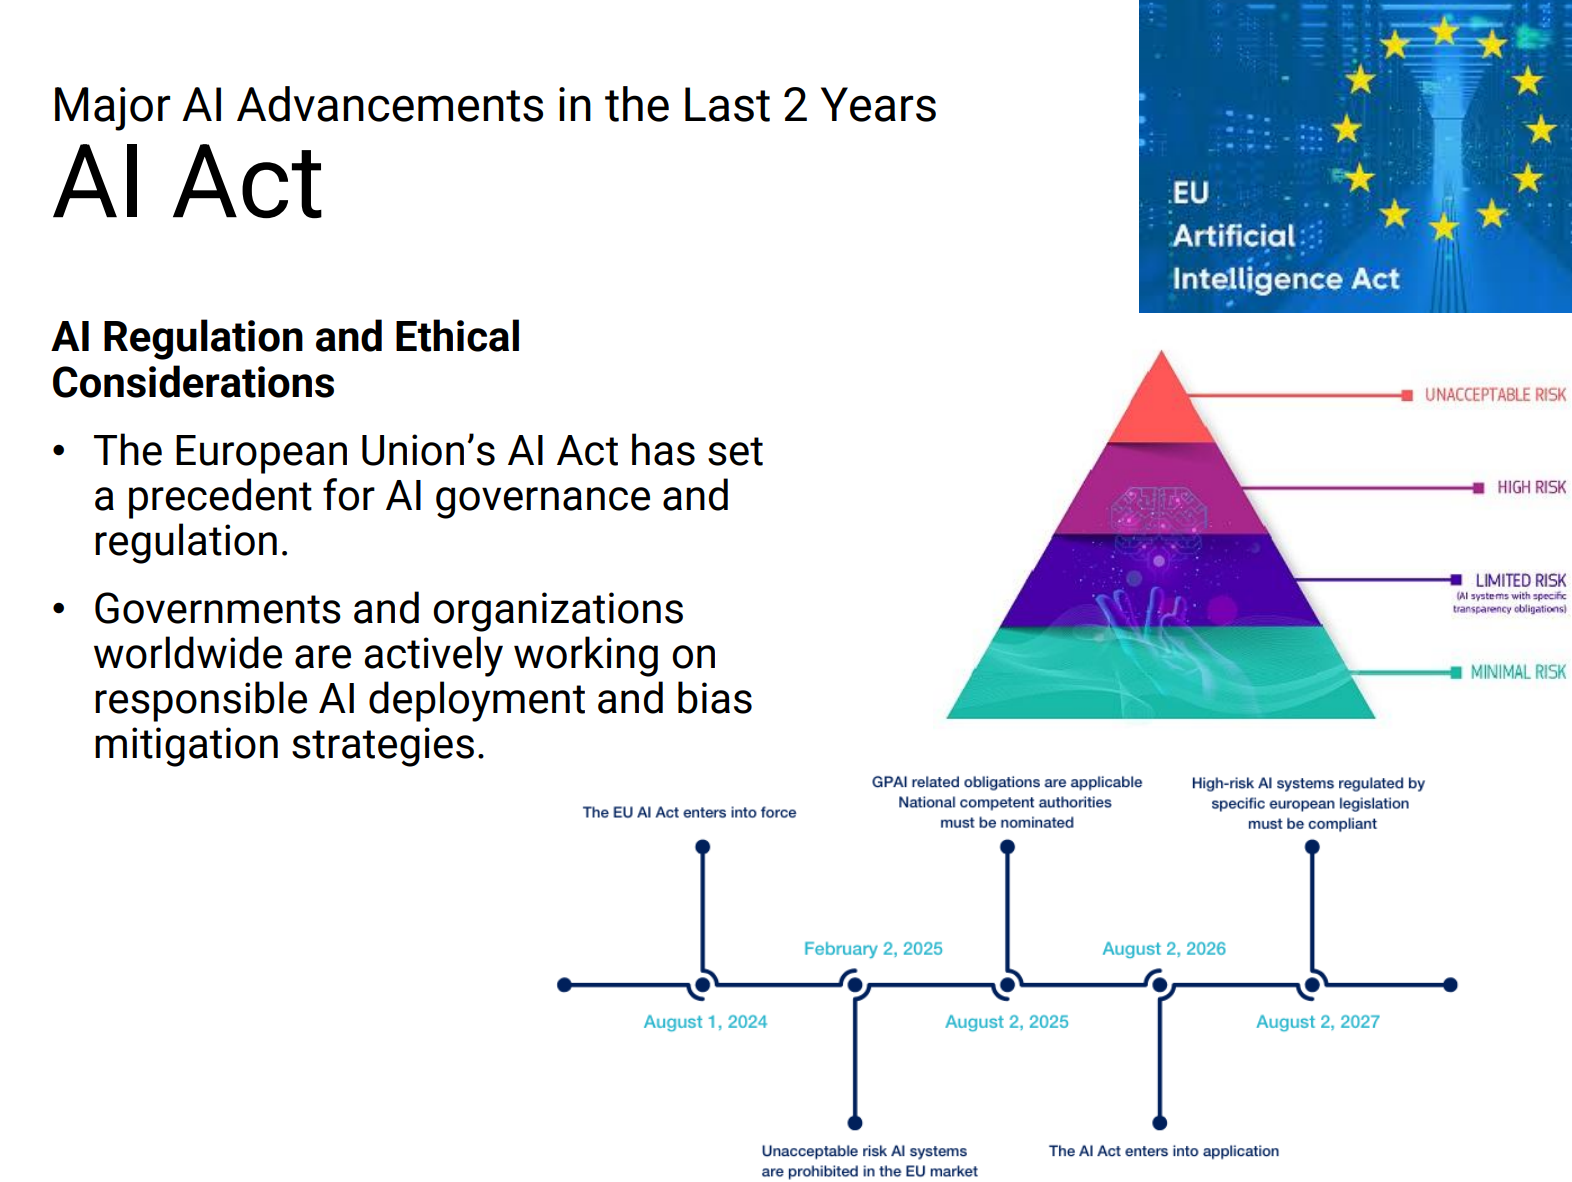 Major AI Advancements in the Last 2 Years
AI Act
EU
Artificial
Intelligence Act
AI Regulation and Ethical
Considerations
• The European Union’s AI Act has set
a precedent for AI governance and
regulation.
• Governments and organizations
worldwide are actively working on
responsible AI deployment and bias
mitigation strategies.
UNACCEPTABLE RISK
HIGH RISK
LIMITED RISK
(AI systems with specific
transparency obligations)
MINIMAL RISK
The EU AI Act enters into force
August 1, 2024
February 2, 2025
Unacceptable risk AI systems
are prohibited in the EU market
GPAI related obligations are applicable
National competent authorities
must be nominated
August 2, 2025
August 2, 2026
The AI Act enters into application
High-risk AI systems regulated by
specific european legislation
must be compliant
August 2, 2027